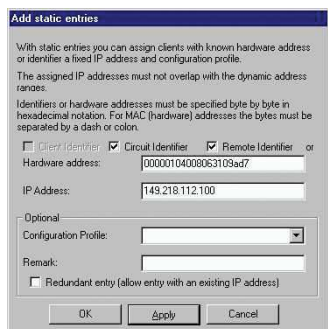 Add static entries
With static entries you can assign clients with known hardware address
or identifier a fixed IP address and configuration profile.
The assigned IP addresses must not overlap with the dynamic address
ranges.
Identifiers or hardware addresses must be specified byte by byte in
hexadecimal notation. For MAC (hardware) addresses the bytes must be
separated by a dash or colon.
Client Identifier Circuit Identifier Remote Identifier or
Hardware address: 00000104008063109ad7
IP Address: 149.218.112.100
Optional
Configuration Profile:
Remark:
Redundant entry (allow entry with an existing IP address)
OK Apply Cancel